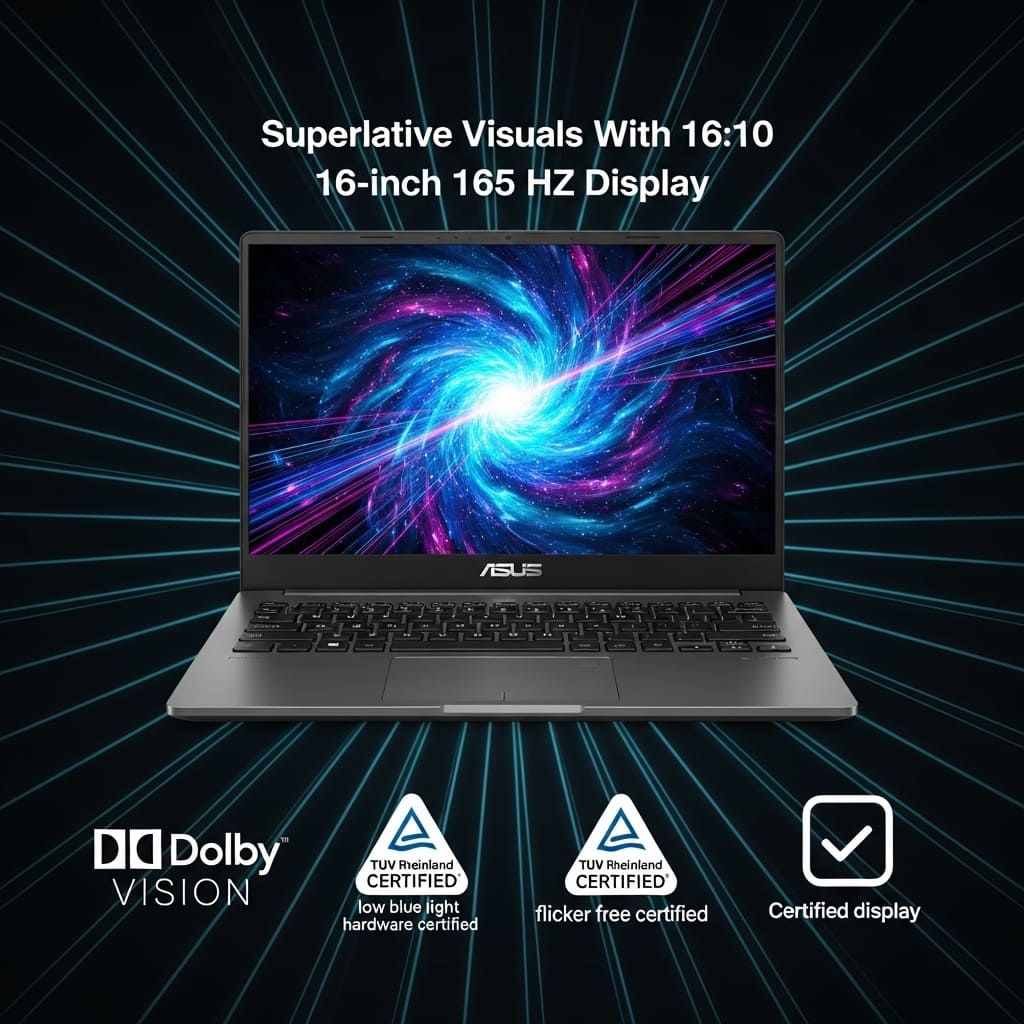 Superlative Visuals With 16:10
16-inch 165 HZ Display
ASUS
Dolby™
VISION
TUV Rheinland
CERTIFIED
low blue light
hardware certified
TUV Rheinland
CERTIFIED
flicker free certified
Certified display